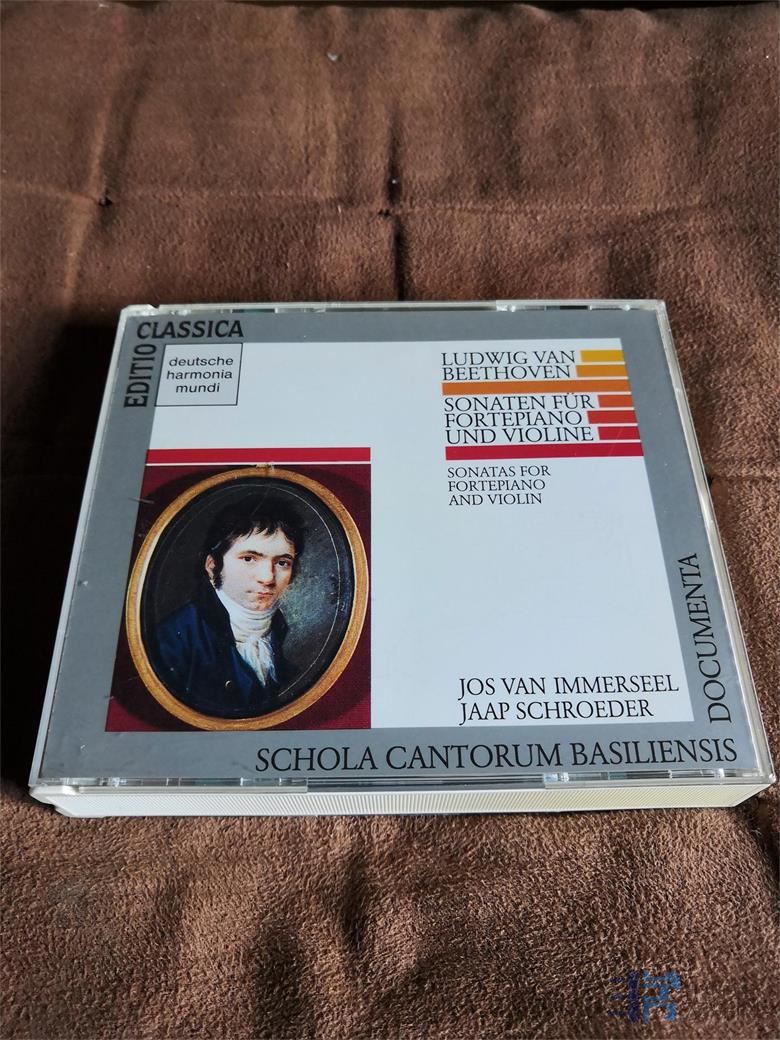 EDITIO
CLASSICA
deutsche
harmonia
mundi
LUDWIG VAN
BEETHOVEN
SONATEN FÜR
FORTEPIANO
UND VIOLINE
SONATAS FOR
FORTEPIANO
AND VIOLIN
JOS VAN IMMERSEEL
JAAP SCHROEDER
DOCUMENTA
SCHOLA CANTORUM BASILIENSIS